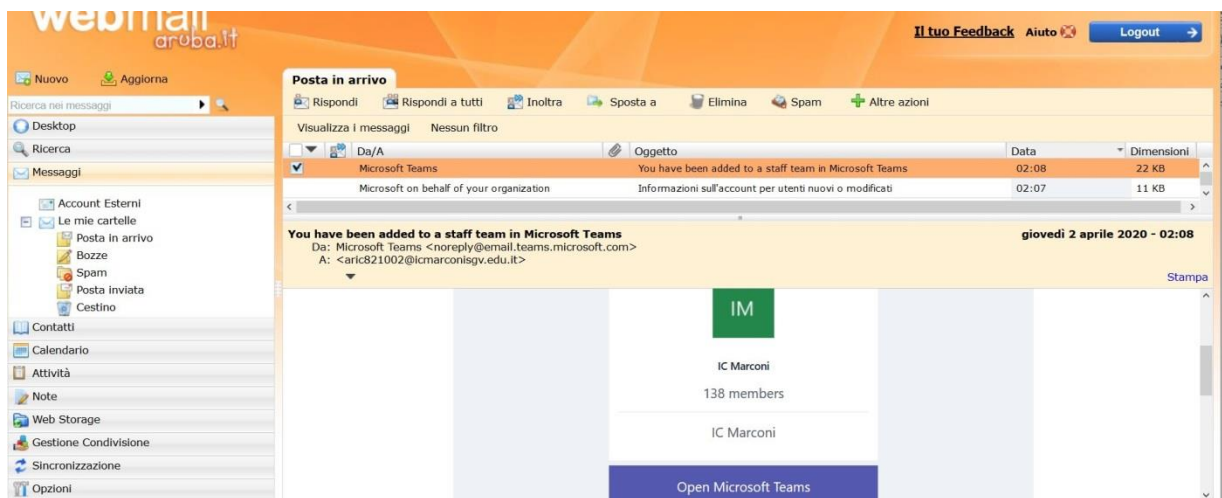 webmail
aruba.it
Il tuo Feedback Aiuto Logout
Nuovo Aggiorna
Ricerca nei messaggi
Desktop
Ricerca
Messaggi
Account Esterni
Le mie cartelle
Posta in arrivo
Bozze
Spam
Posta inviata
Cestino
Contatti
Calendario
Attività
Note
Web Storage
Gestione Condivisione
Sincronizzazione
Opzioni
Posta in arrivo
Rispondi Rispondi a tutti Inoltra Sposta a Elimina Spam Altre azioni
Visualizza i messaggi Nessun filtro
Da/A Oggetto Data Dimensioni
Microsoft Teams You have been added to a staff team in Microsoft Teams 02:08 22 KB
Microsoft on behalf of your organization Informazioni sull'account per utenti nuovi o modificati 02:07 11 KB
You have been added to a staff team in Microsoft Teams giovedì 2 aprile 2020 - 02:08
Da: Microsoft Teams <noreply@email.teams.microsoft.com>
A: <aric821002@icmarconisgv.edu.it>
Stampa
IM
IC Marconi
138 members
IC Marconi
Open Microsoft Teams